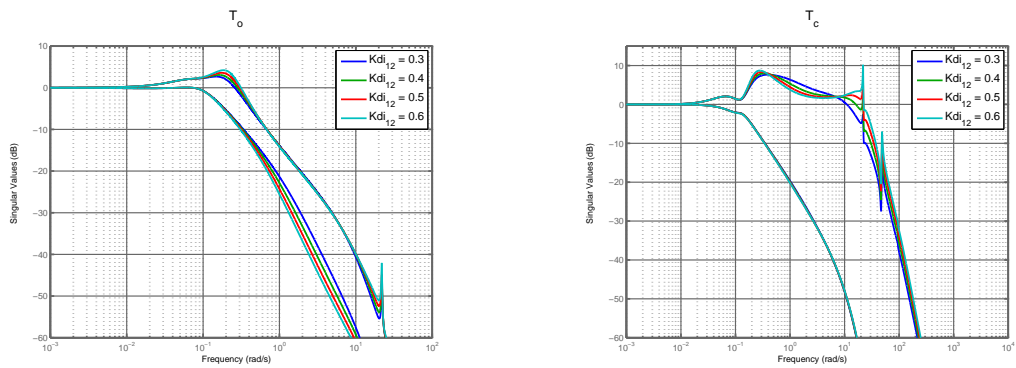 T_o
10
0
−10
−20
−30
−40
−50
−60
10^−3
10^−2
10^−1
10^0
10^1
10^2
Frequency (rad/s)
Singular Values (dB)
Kdi_12 = 0.3
Kdi_12 = 0.4
Kdi_12 = 0.5
Kdi_12 = 0.6
T_c
10
0
−10
−20
−30
−40
−50
−60
10^−3
10^−2
10^−1
10^0
10^1
10^2
10^3
10^4
Frequency (rad/s)
Singular Values (dB)
Kdi_12 = 0.3
Kdi_12 = 0.4
Kdi_12 = 0.5
Kdi_12 = 0.6